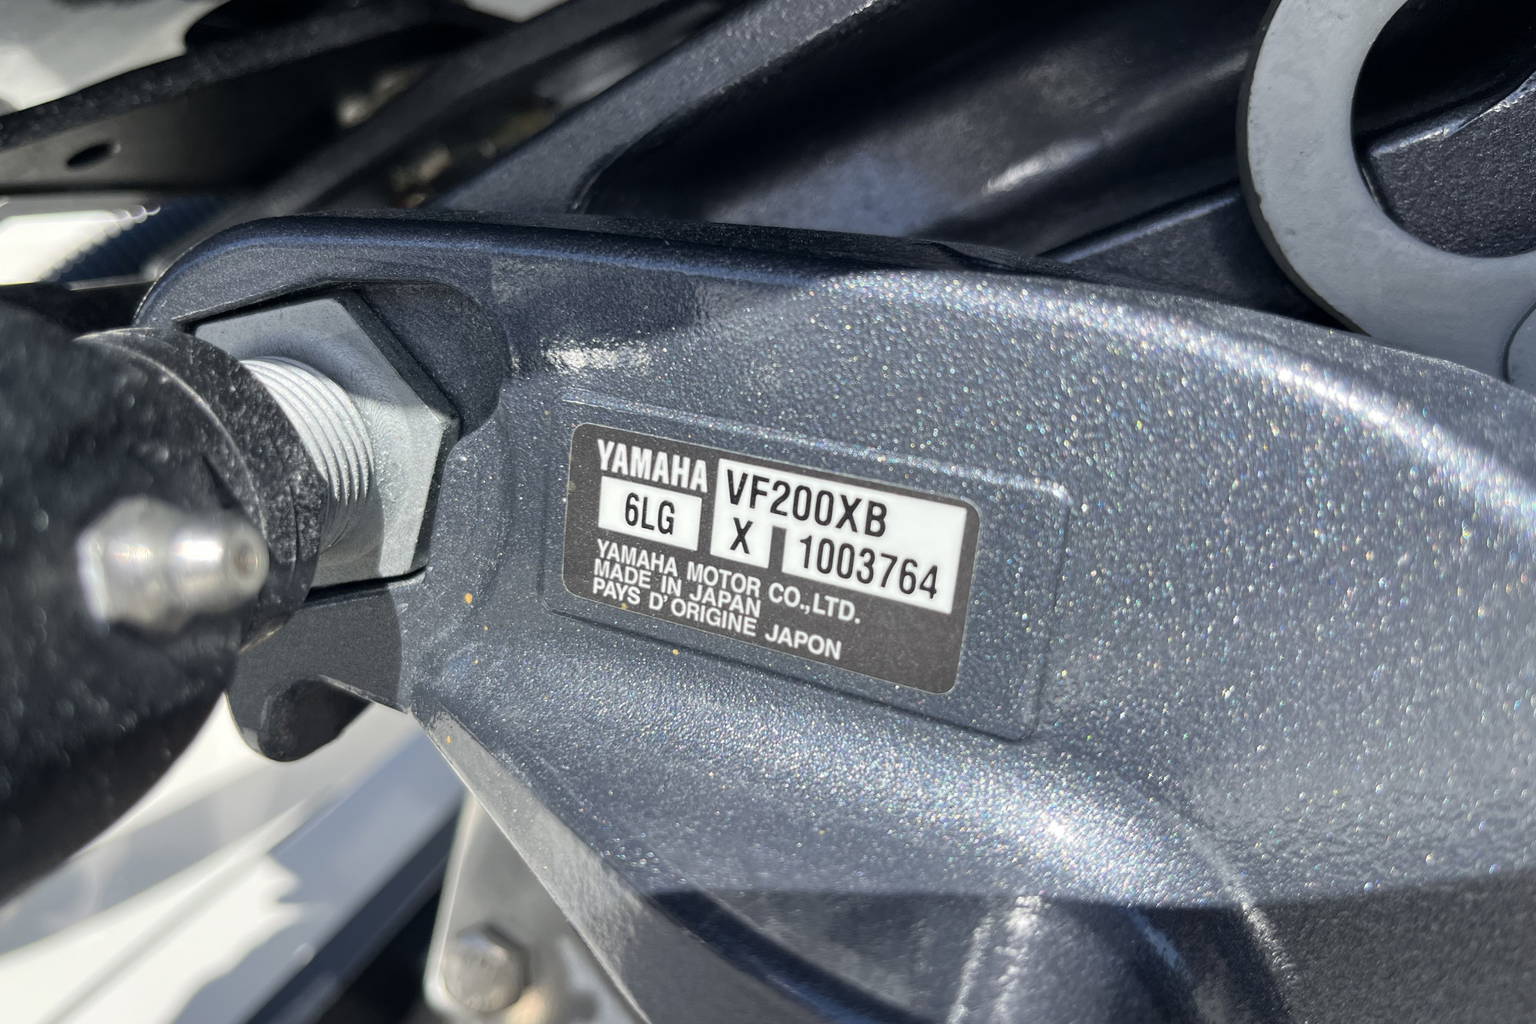 YAMAHA VF200XB
6LG X 1003764
YAMAHA MOTOR CO.,LTD.
MADE IN JAPAN
PAYS D'ORIGINE JAPON